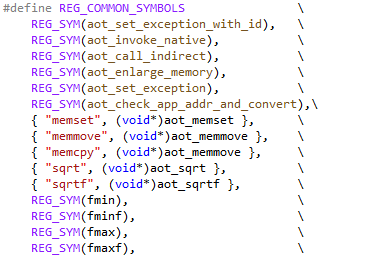 #define REG_COMMON_SYMBOLS \
REG_SYM(aot_set_exception_with_id), \
REG_SYM(aot_invoke_native), \
REG_SYM(aot_call_indirect), \
REG_SYM(aot_enlarge_memory), \
REG_SYM(aot_set_exception), \
REG_SYM(aot_check_app_addr_and_convert),\
{ "memset", (void*)aot_memset }, \
{ "memmove", (void*)aot_memmove }, \
{ "memcpy", (void*)aot_memmove }, \
{ "sqrt", (void*)aot_sqrt }, \
{ "sqrtf", (void*)aot_sqrtf }, \
REG_SYM(fmin), \
REG_SYM(fminf), \
REG_SYM(fmax), \
REG_SYM(fmaxf), \